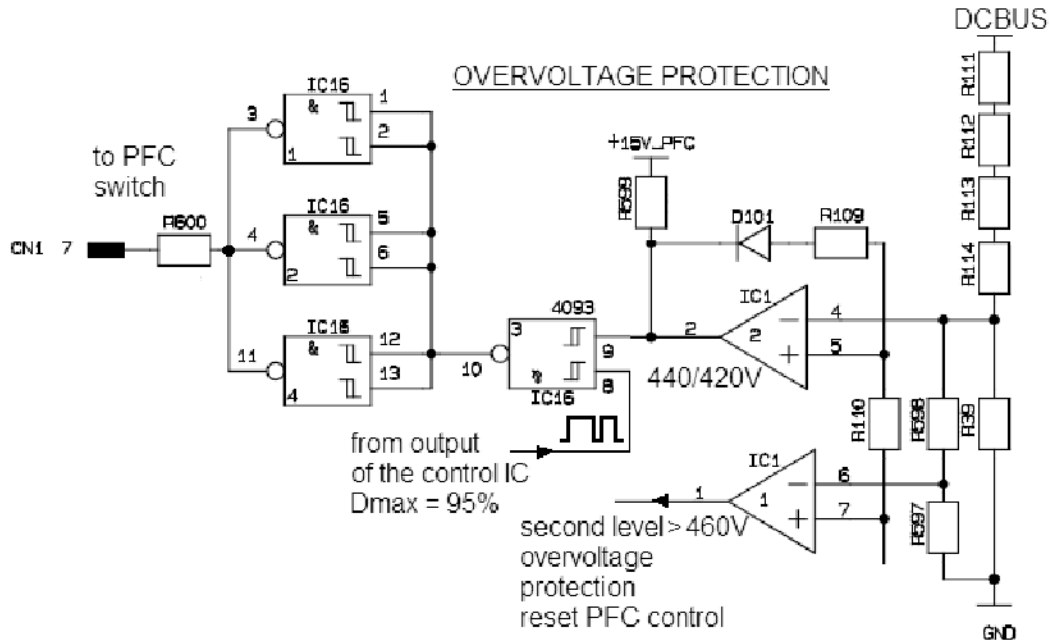 DCBUS
OVERVOLTAGE PROTECTION
R111
R112
R113
R114
+15V_PFC
R599
D101
R109
IC16
&
1
2
1
to PFC
switch
R600
CN1 7
IC16
4
5
6
2
IC16
&
11
12
13
4
4093
3
9
8
10
&
IC16
IC1
2
2
4
5
440/420V
R110
R598
R39
from output
of the control IC
Dmax = 95%
IC1
1
1
6
7
R597
second level > 460V
overvoltage
protection
reset PFC control
GND